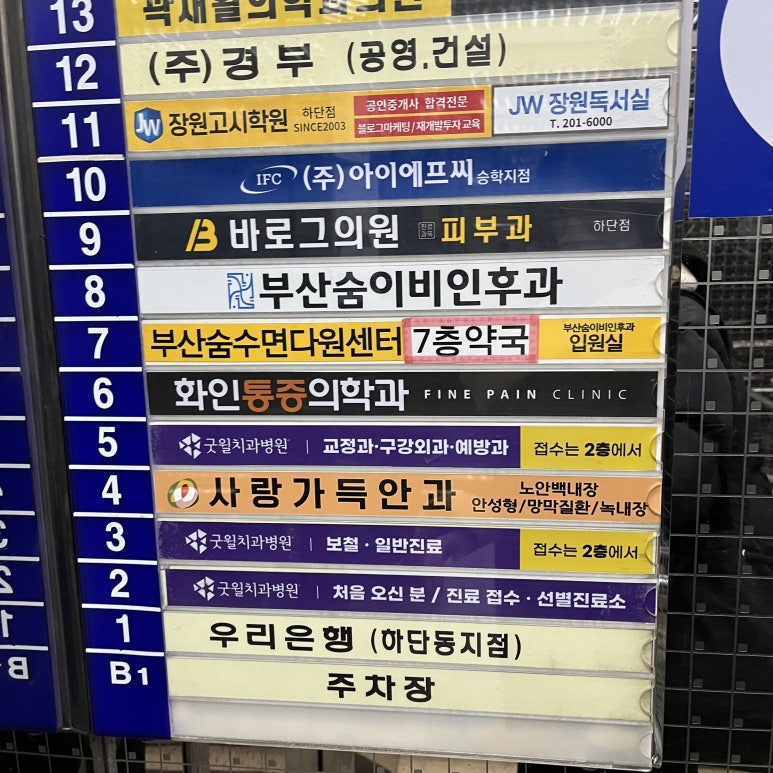 13
12 (주)경부 (공영.건설)
11 JW 장원고시학원 하단점 SINCE2003 공인중개사 합격전문 블로그마케팅/재개발투자교육 JW 장원독서실 T. 201-6000
10 IFC (주)아이에프씨 승학지점
9 B 바로그의원 진료과목 피부과 하단점
8 부산숨이비인후과
7 부산숨수면다원센터 7층약국 부산숨이비인후과 입원실
6 화인통증의학과 FINE PAIN CLINIC
5 굿윌치과병원 | 교정과·구강외과·예방과 접수는 2층에서
4 사랑가득안과 노안백내장 안성형/망막질환/녹내장
3 굿윌치과병원 | 보철·일반진료 접수는 2층에서
2 굿윌치과병원 | 처음 오신 분 / 진료 접수·선별진료소
1 우리은행 (하단동지점)
B1 주차장